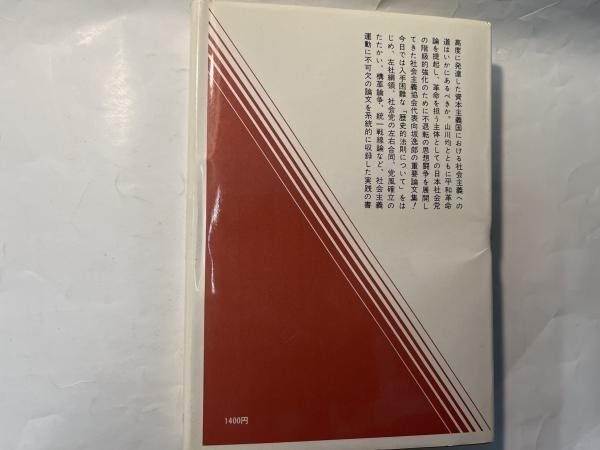 高度に発達した資本主義国における社会主義への
道はいかにあるべきか。山川均とともに平和革命
論を提起し、革命を担う主体としての日本社会党
の階級的強化のために不退転の思想闘争を展開し
てきた社会主義協会代表向坂逸郎の重要論文集！
今日では入手困難な「歴史的法則について」をは
じめ、左社綱領、社会党の左右合同、党風確立の
たたかい、構革論争、統一戦線論など、社会主義
運動に不可欠の論文を系統的に収録した実践の書
1400円